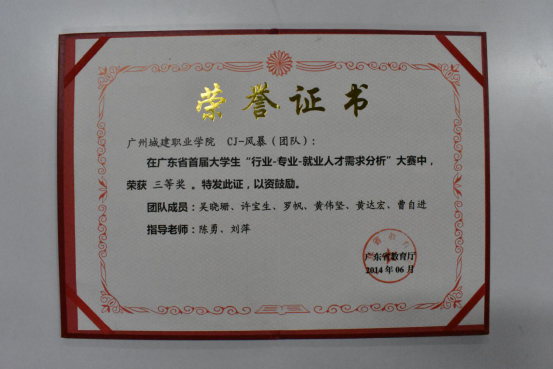 荣誉证书
广州城建职业学院 CJ-风暴（团队）：
在广东省首届大学生“行业-专业-就业人才需求分析”大赛中，
荣获 三等奖 。特发此证，以资鼓励。
团队成员：吴晓珊、许宝生、罗帆、黄伟坚、黄达宏、曹自进
指导老师：陈勇、刘萍
广东省教育厅
2014年06月